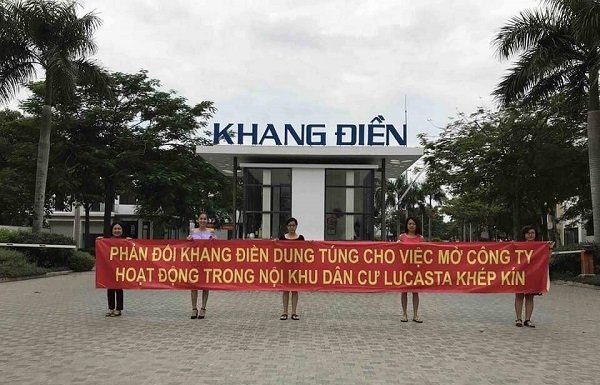 KHANG ĐIỀN
PHẢN ĐỐI KHANG ĐIỀN DUNG TÚNG CHO VIỆC MỞ CÔNG TY
HOẠT ĐỘNG TRONG NỘI KHU DÂN CƯ LUCASTA KHÉP KÍN